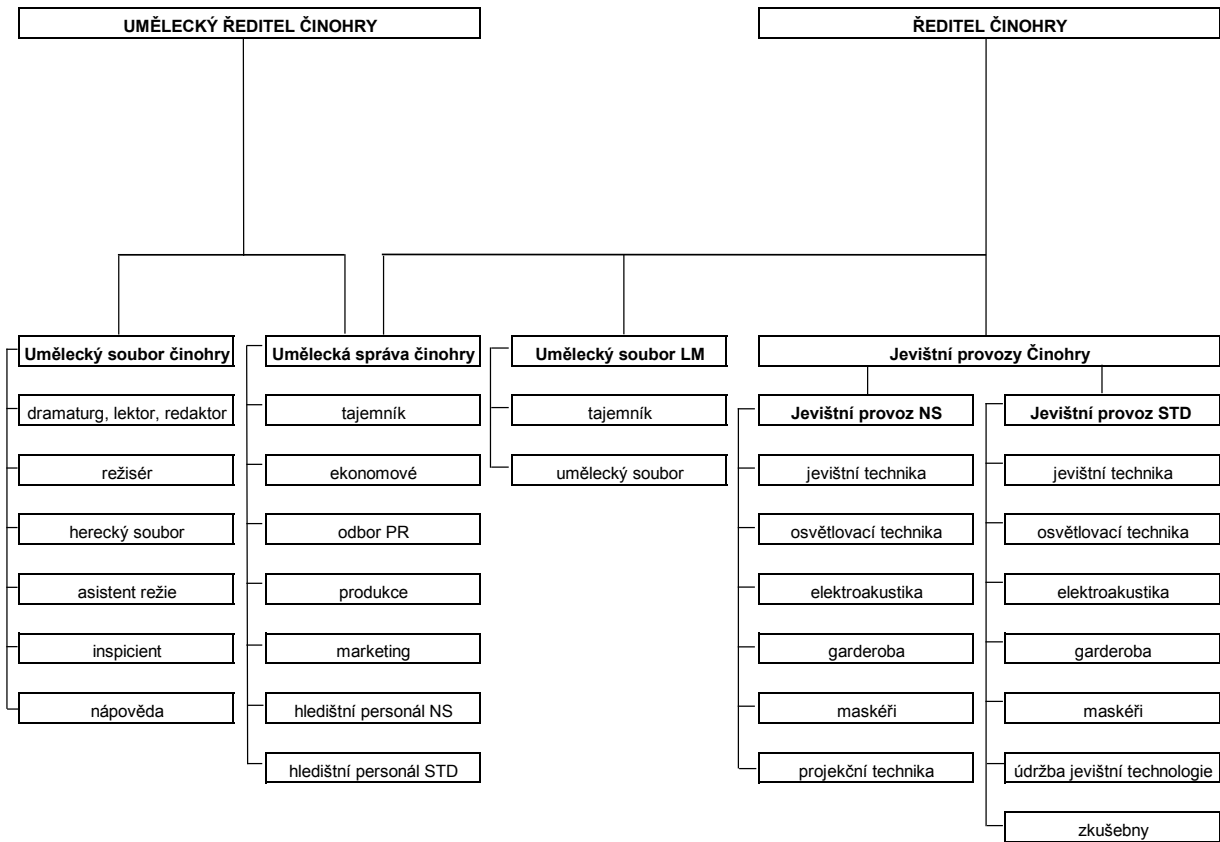 UMĚLECKÝ ŘEDITEL ČINOHRY
ŘEDITEL ČINOHRY
Umělecký soubor činohry
dramaturg, lektor, redaktor
režisér
herecký soubor
asistent režie
inspicient
nápověda
Umělecká správa činohry
tajemník
ekonomové
odbor PR
produkce
marketing
hledištní personál NS
hledištní personál STD
Umělecký soubor LM
tajemník
umělecký soubor
Jevištní provozy Činohry
Jevištní provoz NS
jevištní technika
osvětlovací technika
elektroakustika
garderoba
maskéři
projekční technika
Jevištní provoz STD
jevištní technika
osvětlovací technika
elektroakustika
garderoba
maskéři
údržba jevištní technologie
zkušebny